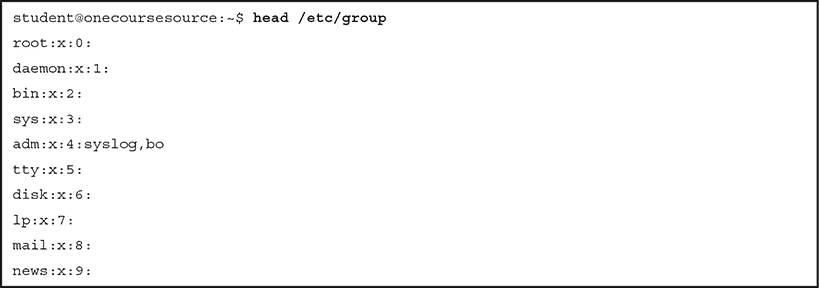 student@onecoursesource:~$ head /etc/group
root:x:0:
daemon:x:1:
bin:x:2:
sys:x:3:
adm:x:4:syslog,bo
tty:x:5:
disk:x:6:
lp:x:7:
mail:x:8:
news:x:9: